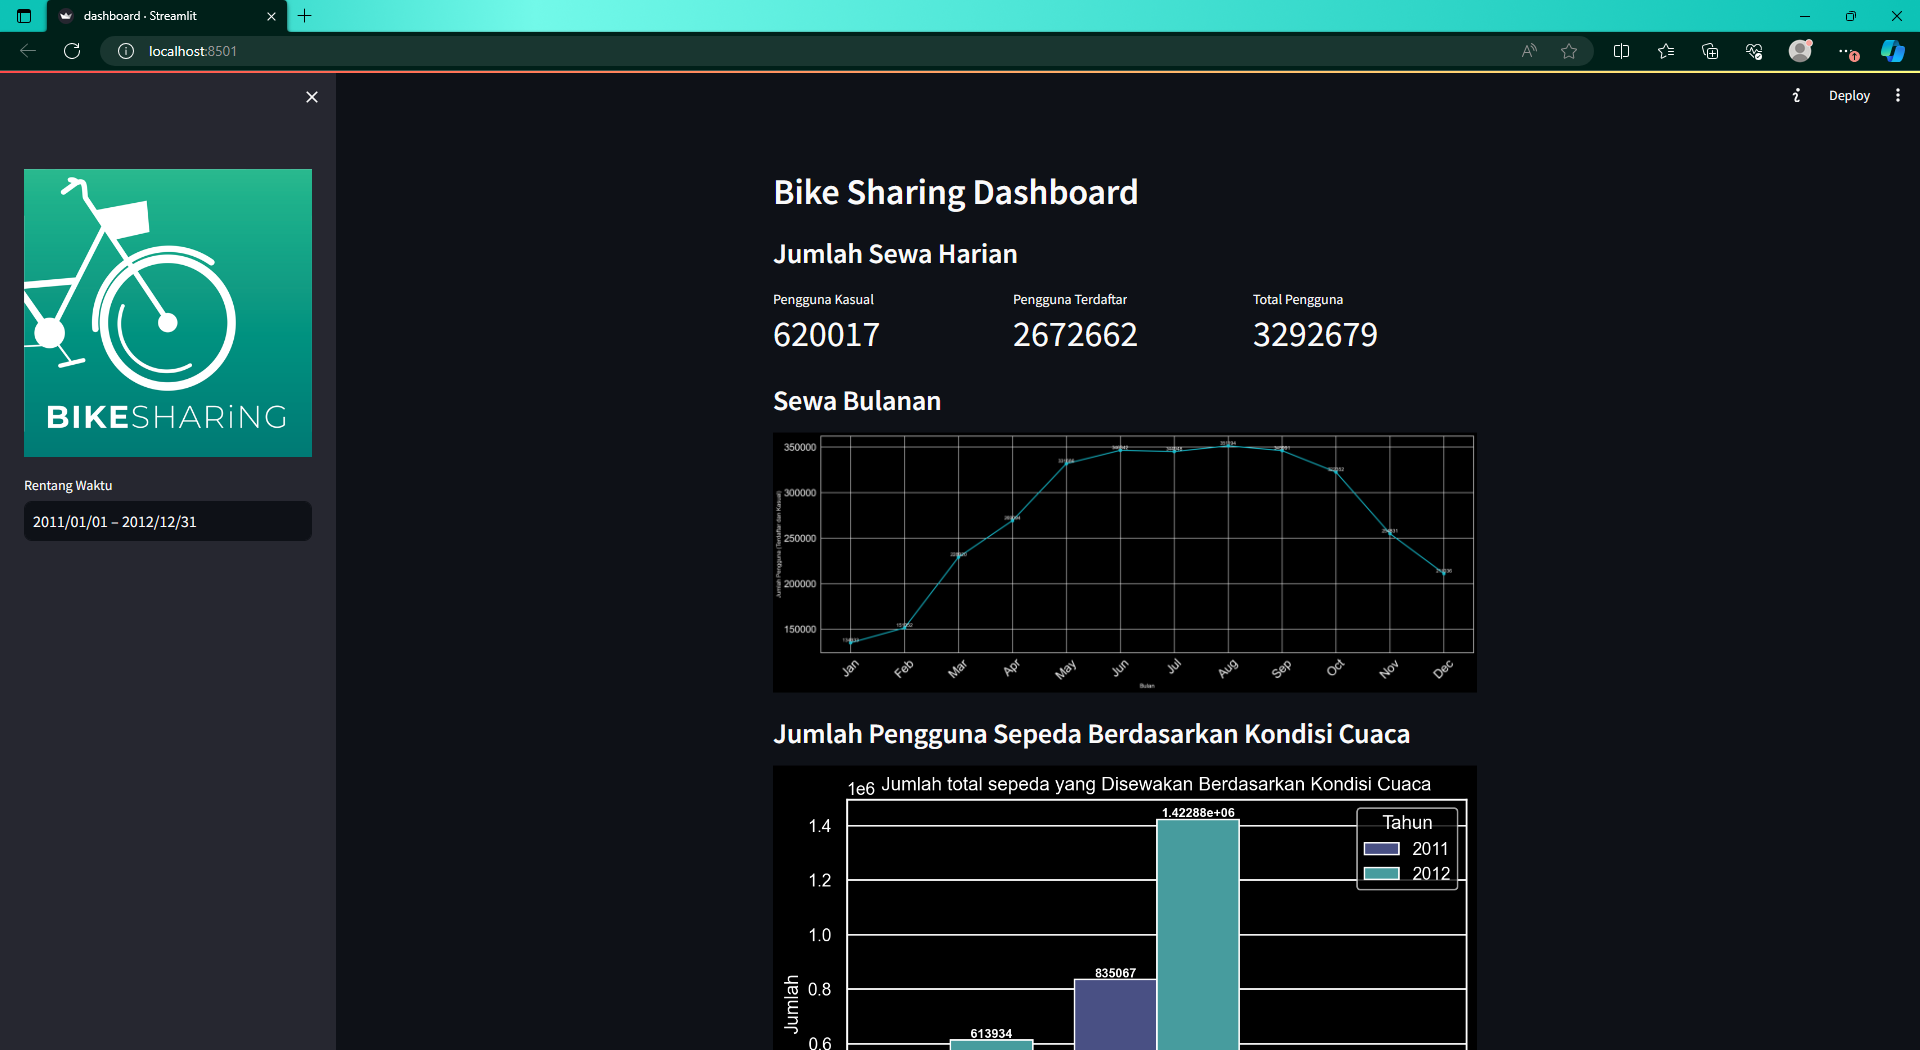 dashboard · Streamlit
localhost:8501
Deploy
BIKESHARiNG
Rentang Waktu
2011/01/01 – 2012/12/31
Bike Sharing Dashboard
Jumlah Sewa Harian
Pengguna Kasual
Pengguna Terdaftar
Total Pengguna
620017
2672662
3292679
Sewa Bulanan
350000
300000
250000
200000
150000
Jumlah Pengguna (Terdaftar dan Kasual)
Jan
Feb
Mar
Apr
May
Jun
Jul
Aug
Sep
Oct
Nov
Dec
Bulan
Jumlah Pengguna Sepeda Berdasarkan Kondisi Cuaca
1e6
Jumlah total sepeda yang Disewakan Berdasarkan Kondisi Cuaca
1.42288e+06
Tahun
2011
2012
1.4
1.2
1.0
0.8
0.6
Jumlah
835067
613934